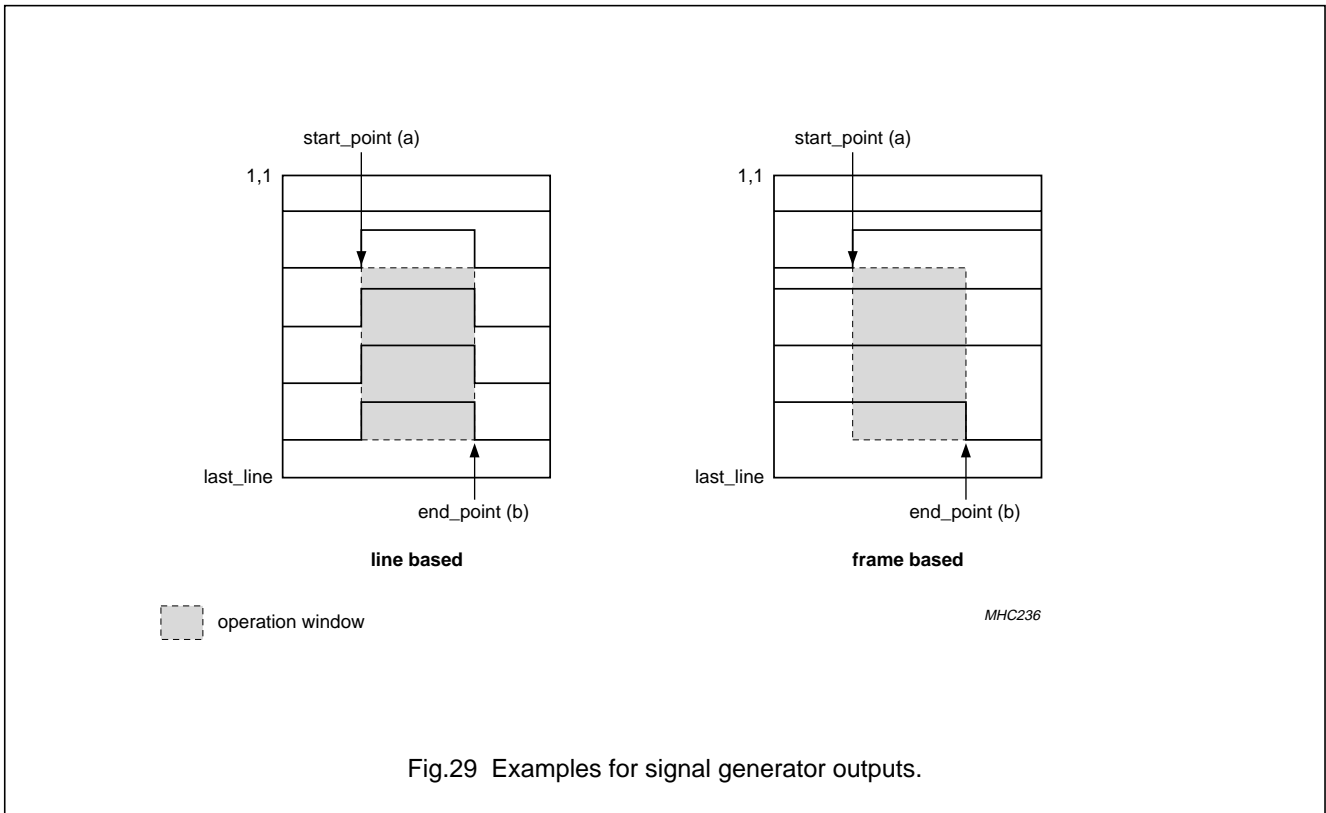 start_point (a)
1,1
last_line
end_point (b)
line based
start_point (a)
1,1
last_line
end_point (b)
frame based
operation window
MHC236
Fig.29 Examples for signal generator outputs.